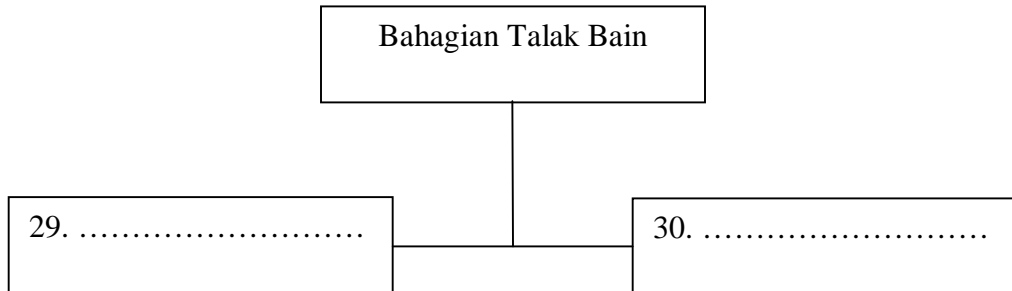 Bahagian Talak Bain
29. ………………………
30. ………………………